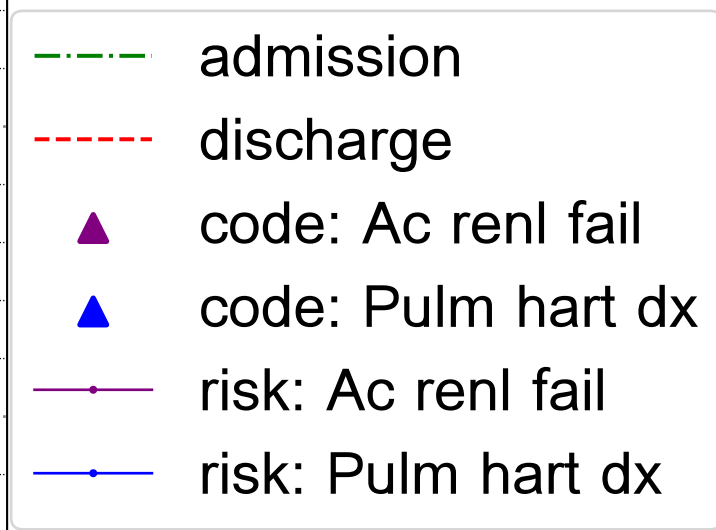 admission
discharge
code: Ac renl fail
code: Pulm hart dx
risk: Ac renl fail
risk: Pulm hart dx